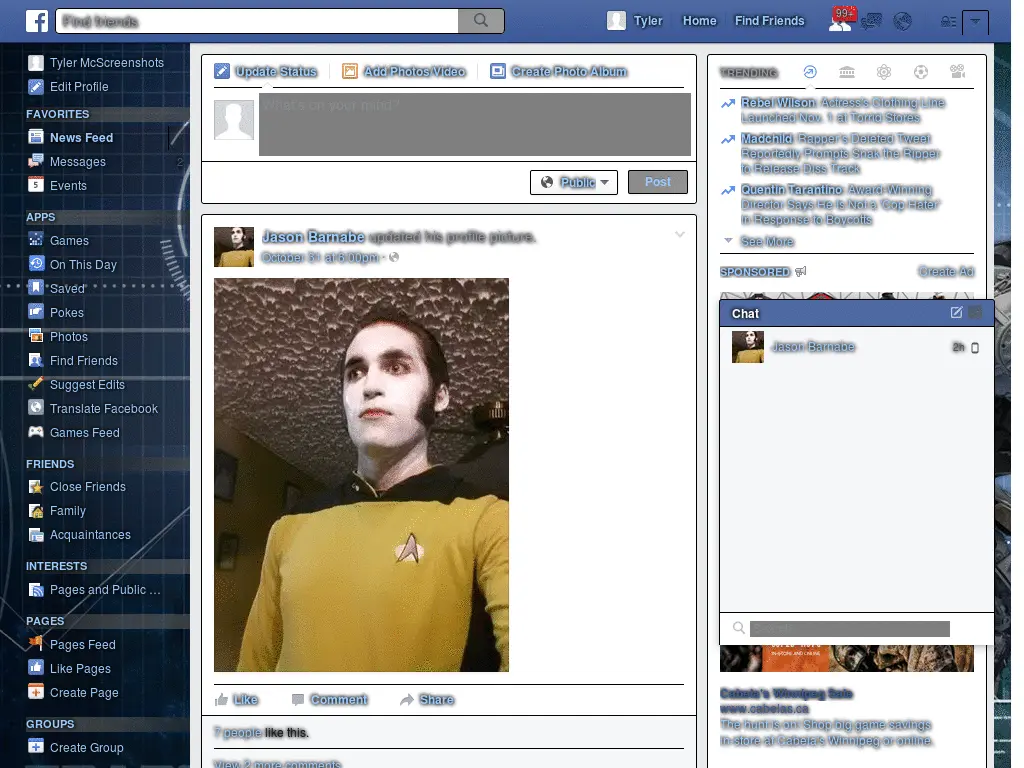 f
Find friends
Tyler
Home
Find Friends
99+
Tyler McScreenshots
Edit Profile
FAVORITES
News Feed
Messages
2
5
Events
APPS
Games
On This Day
Saved
Pokes
Photos
Find Friends
Suggest Edits
Translate Facebook
Games Feed
FRIENDS
Close Friends
Family
Acquaintances
INTERESTS
Pages and Public ...
PAGES
Pages Feed
Like Pages
Create Page
GROUPS
Create Group
Update Status
Add Photos/Video
Create Photo Album
What's on your mind?
Public
Post
Jason Barnabe updated his profile picture.
October 31 at 6:00pm ·
Like
Comment
Share
7 people like this.
View 2 more comments
TRENDING
Rebel Wilson: Actress's Clothing Line
Launched Nov. 1 at Torrid Stores
Madchild: Rapper's Deleted Tweet
Reportedly Prompts Soak the Ripper
to Release Diss Track
Quentin Tarantino: Award-Winning
Director Says He Is Not a 'Cop Hater'
in Response to Boycotts
See More
SPONSORED
Create Ad
Chat
Jason Barnabe
2h
IN-STORE AND ONLINE
Cabela's Winnipeg Sale
www.cabelas.ca
The hunt is on! Shop big game savings
in-store at Cabela's Winnipeg or online.